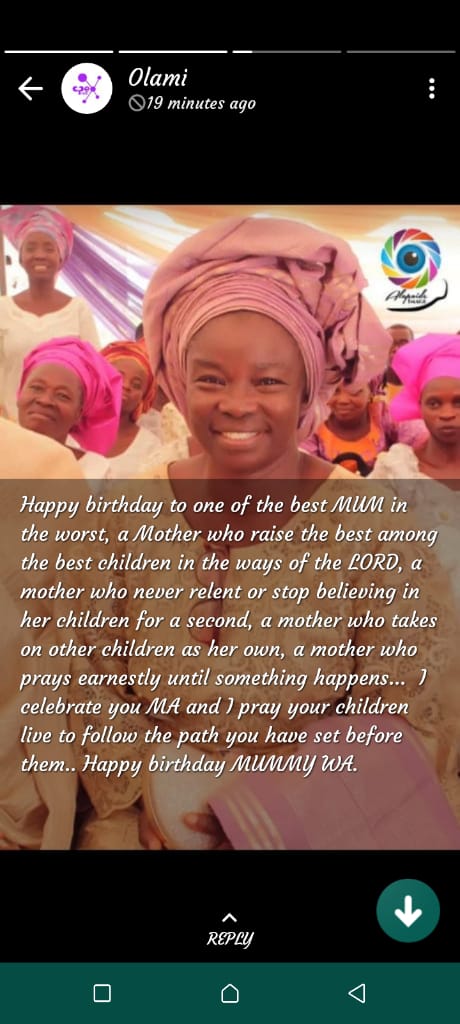 Olami
19 minutes ago
Happy birthday to one of the best MUM in
the worst, a Mother who raise the best among
the best children in the ways of the LORD, a
mother who never relent or stop believing in
her children for a second, a mother who takes
on other children as her own, a mother who
prays earnestly until something happens... I
celebrate you MA and I pray your children
live to follow the path you have set before
them.. Happy birthday MUMMY WA.
REPLY